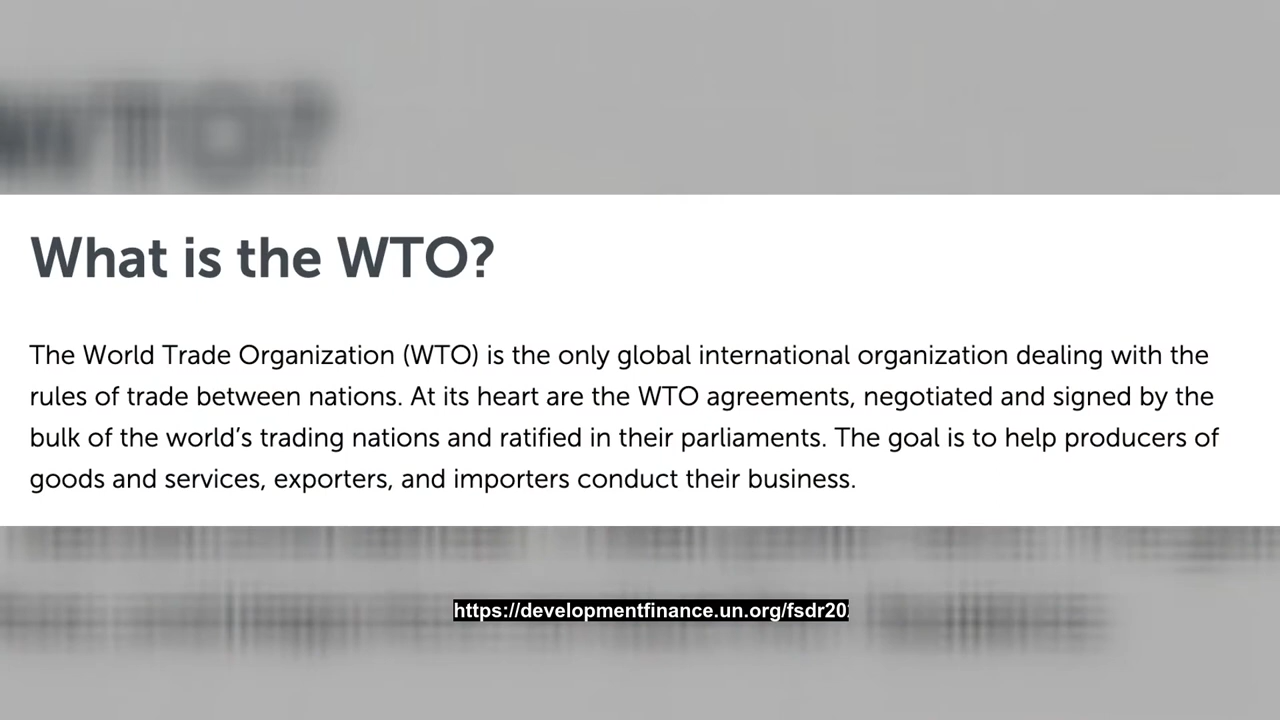 What is the WTO?
The World Trade Organization (WTO) is the only global international organization dealing with the
rules of trade between nations. At its heart are the WTO agreements, negotiated and signed by the
bulk of the world’s trading nations and ratified in their parliaments. The goal is to help producers of
goods and services, exporters, and importers conduct their business.
https://developmentfinance.un.org/fsdr20